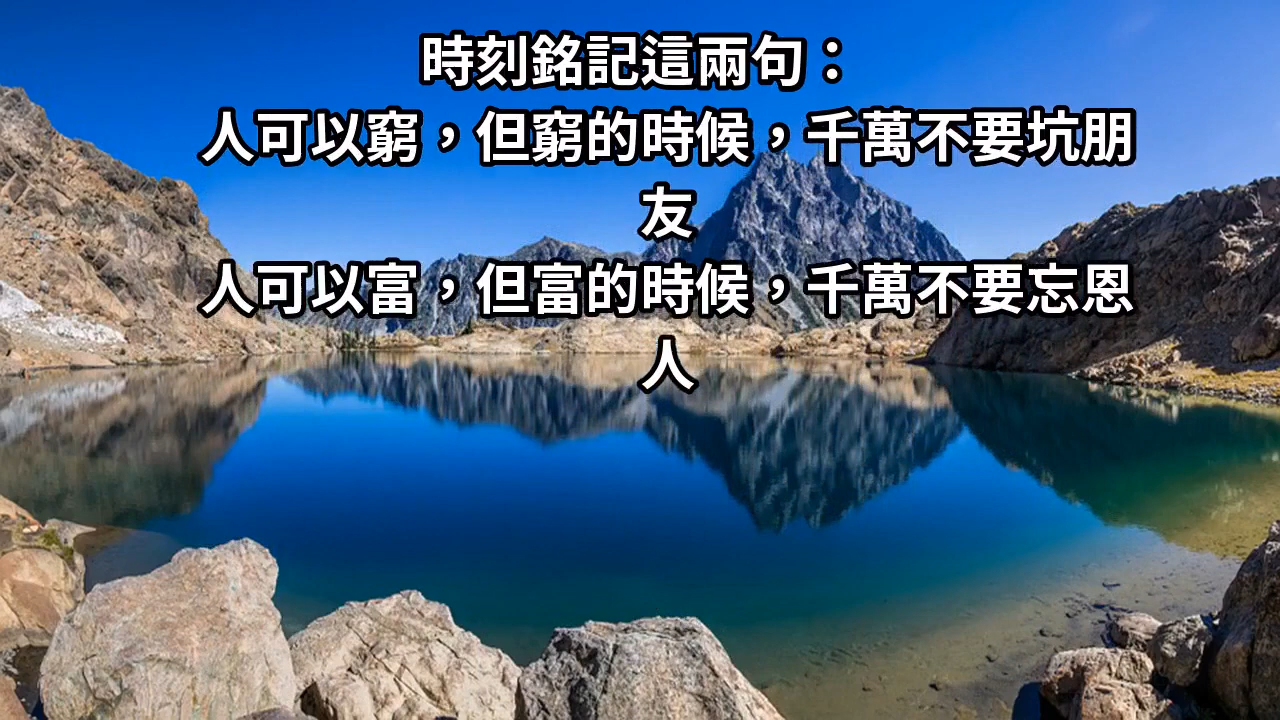 時刻銘記這兩句：
人可以窮，但窮的時候，千萬不要坑朋
友
人可以富，但富的時候，千萬不要忘恩
人